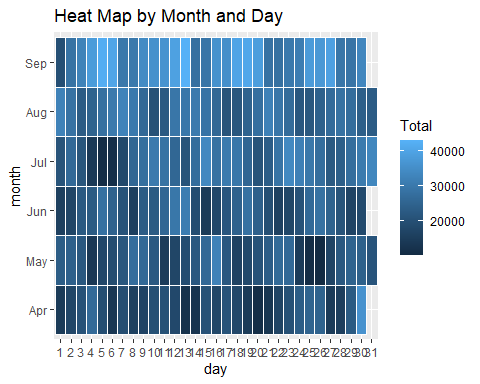 Heat Map by Month and Day
Sep
Aug
Jul
Jun
May
Apr
month
1 2 3 4 5 6 7 8 9 10 11 12 13 14 15 16 17 18 19 20 21 22 23 24 25 26 27 28 29 30 31
day
Total
40000
30000
20000